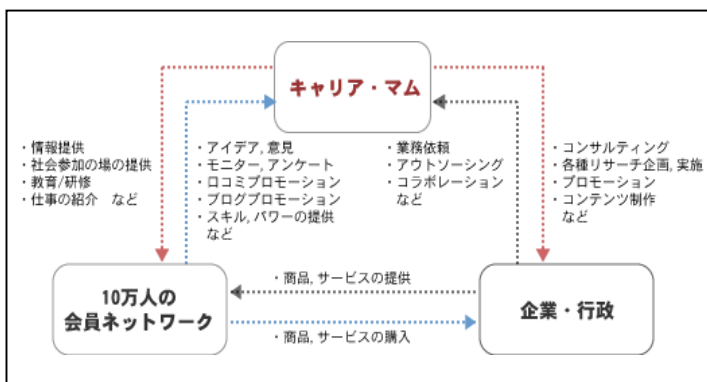 キャリア・マム
・情報提供
・社会参加の場の提供
・教育/研修
・仕事の紹介　など
・アイデア, 意見
・モニター, アンケート
・口コミプロモーション
・ブログプロモーション
・スキル, パワーの提供
など
・業務依頼
・アウトソーシング
・コラボレーション
など
・コンサルティング
・各種リサーチ企画, 実施
・プロモーション
・コンテンツ制作
など
10万人の
会員ネットワーク
・商品, サービスの提供
・商品, サービスの購入
企業・行政